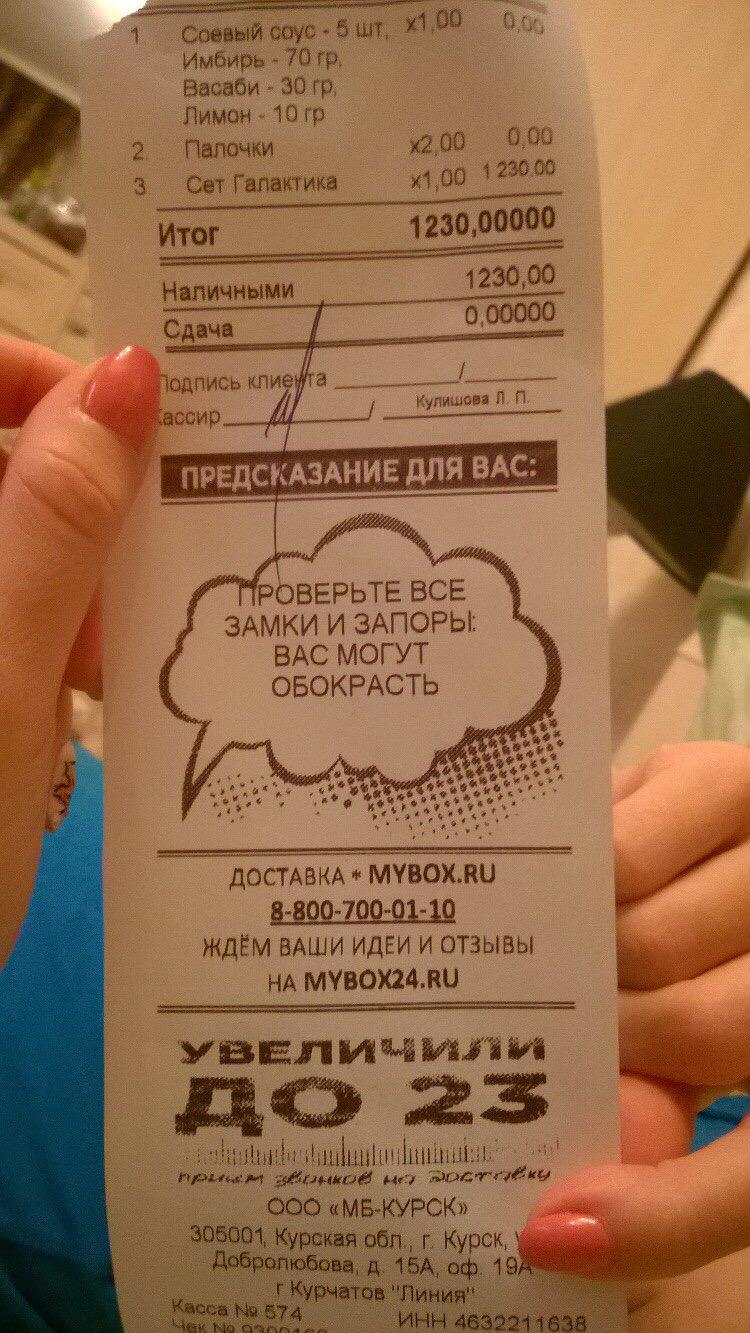 1 Соевый соус - 5 шт, x1,00 0,00
Имбирь - 70 гр,
Васаби - 30 гр,
Лимон - 10 гр
2 Палочки x2,00 0,00
3 Сет Галактика x1,00 1 230.00
Итог 1230,00000
Наличными 1230,00
Сдача 0,00000
Подпись клиента /
Кассир / Кулишова Л. П.
ПРЕДСКАЗАНИЕ ДЛЯ ВАС:
ПРОВЕРЬТЕ ВСЕ
ЗАМКИ И ЗАПОРЫ:
ВАС МОГУТ
ОБОКРАСТЬ
ДОСТАВКА * MYBOX.RU
8-800-700-01-10
ЖДЁМ ВАШИ ИДЕИ И ОТЗЫВЫ
НА MYBOX24.RU
УВЕЛИЧИЛИ
ДО 23
прием звонков на доставку
ООО «МБ-КУРСК»
305001, Курская обл., г. Курск,
Добролюбова, д. 15А, оф. 19А
г Курчатов "Линия"
Касса № 574 ИНН 4632211638
Чек №